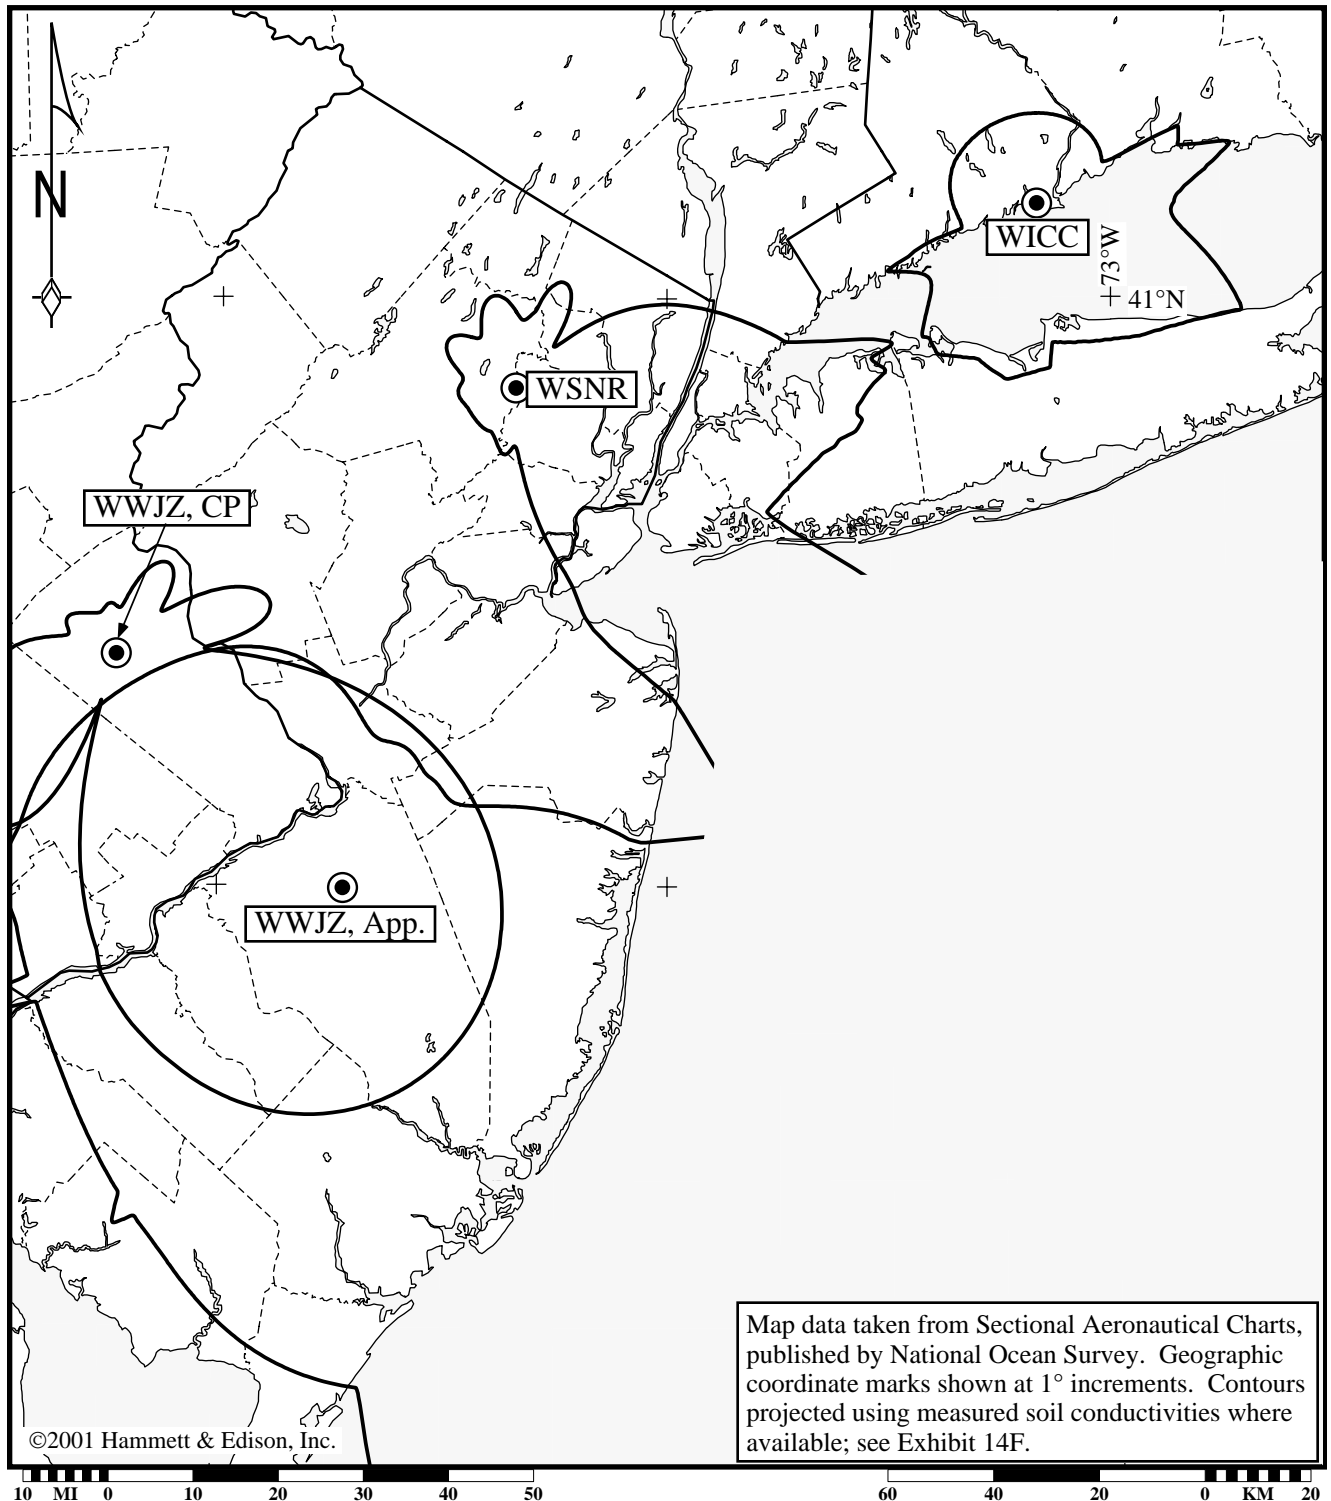 N
WICC
73°W
41°N
WSNR
WWJZ, CP
WWJZ, App.
Map data taken from Sectional Aeronautical Charts,
published by National Ocean Survey. Geographic
coordinate marks shown at 1° increments. Contours
projected using measured soil conductivities where
available; see Exhibit 14F.
©2001 Hammett & Edison, Inc.
10 MI 0 10 20 30 40 50
60 40 20 0 KM 20